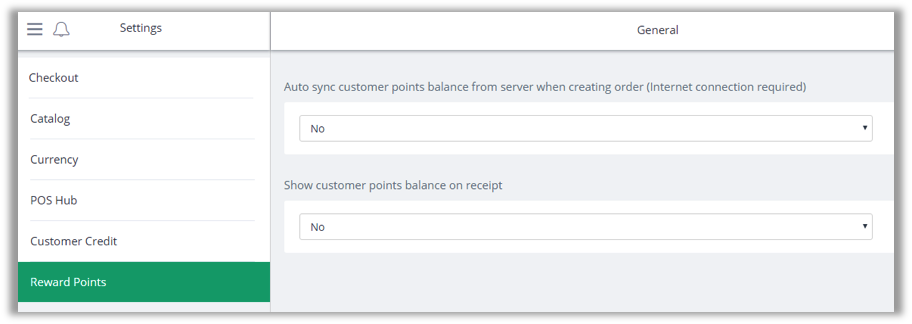 Settings
General
Checkout
Catalog
Currency
POS Hub
Customer Credit
Reward Points
Auto sync customer points balance from server when creating order (Internet connection required)
No
Show customer points balance on receipt
No